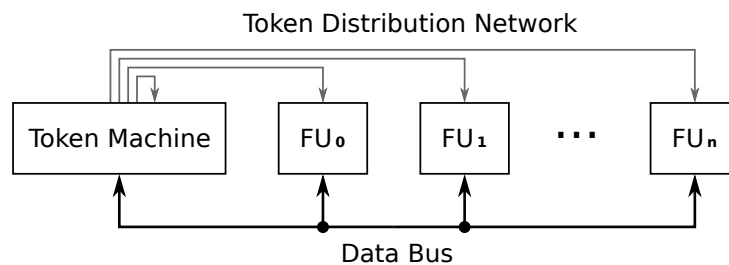 Token Distribution Network
Token Machine FU₀ FU₁ ... FUₙ
Data Bus